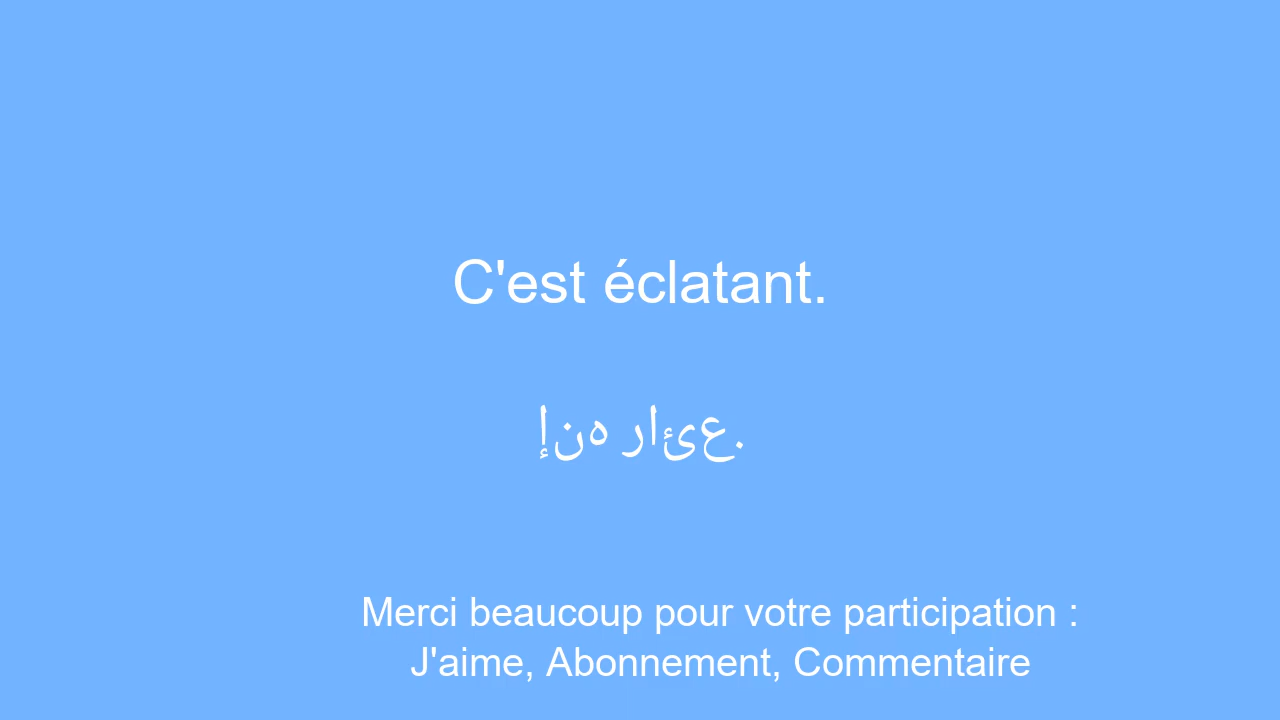 C'est éclatant.
إنه رائع.
Merci beaucoup pour votre participation :
J'aime, Abonnement, Commentaire